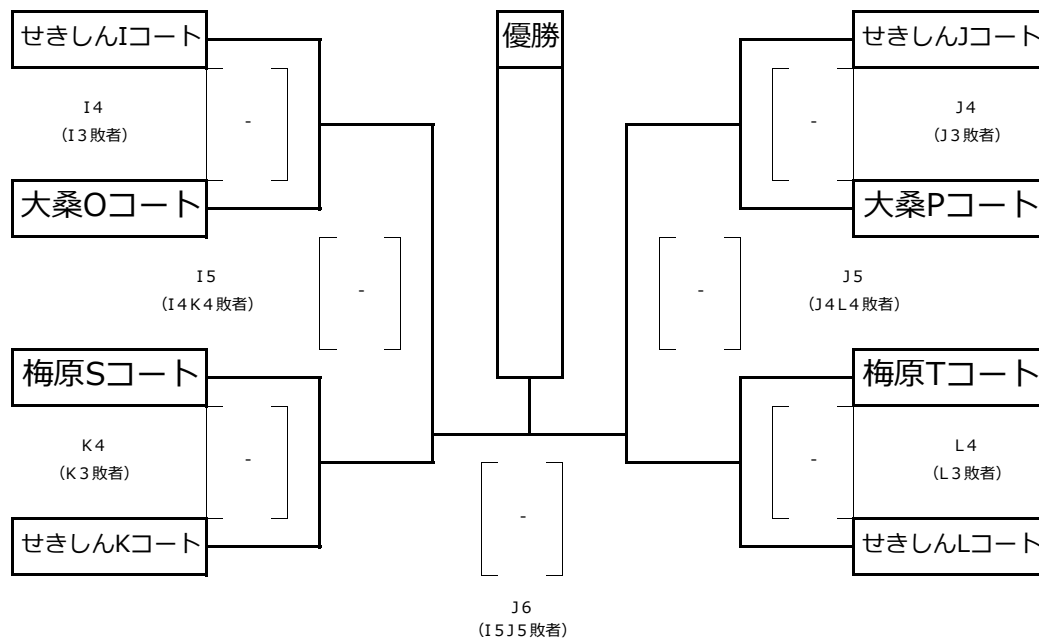 せきしんIコート
優勝
せきしんJコート
I4
(I3敗者)
-
-
J4
(J3敗者)
大桑Oコート
大桑Pコート
I5
(I4K4敗者)
-
-
J5
(J4L4敗者)
梅原Sコート
梅原Tコート
K4
(K3敗者)
-
-
L4
(L3敗者)
せきしんKコート
-
せきしんLコート
J6
(I5J5敗者)